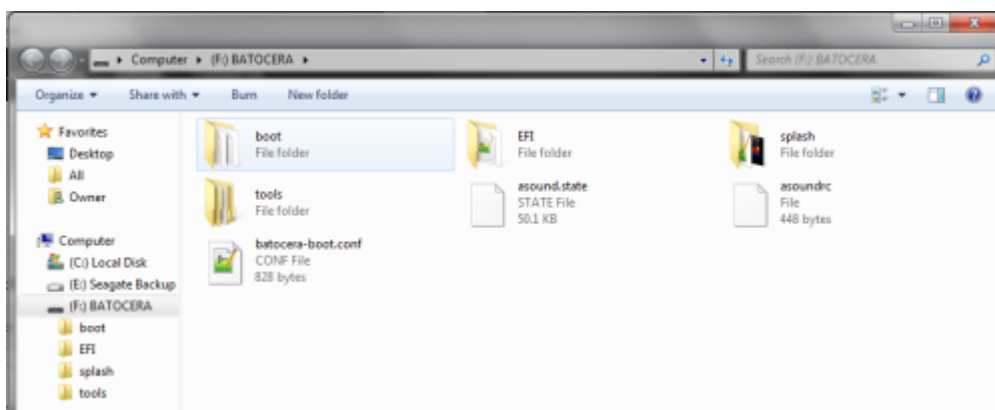 Computer (F:) BATOCERA
Search (F:) BATOCERA
Organize Share with Burn New folder
Favorites
Desktop
All
Owner
Computer
(C:) Local Disk
(E:) Seagate Backup
(F:) BATOCERA
boot
EFI
splash
tools
boot
File folder
EFI
File folder
splash
File folder
tools
File folder
asound.state
STATE File
50.1 KB
asoundrc
File
448 bytes
batocera-boot.conf
CONF File
828 bytes